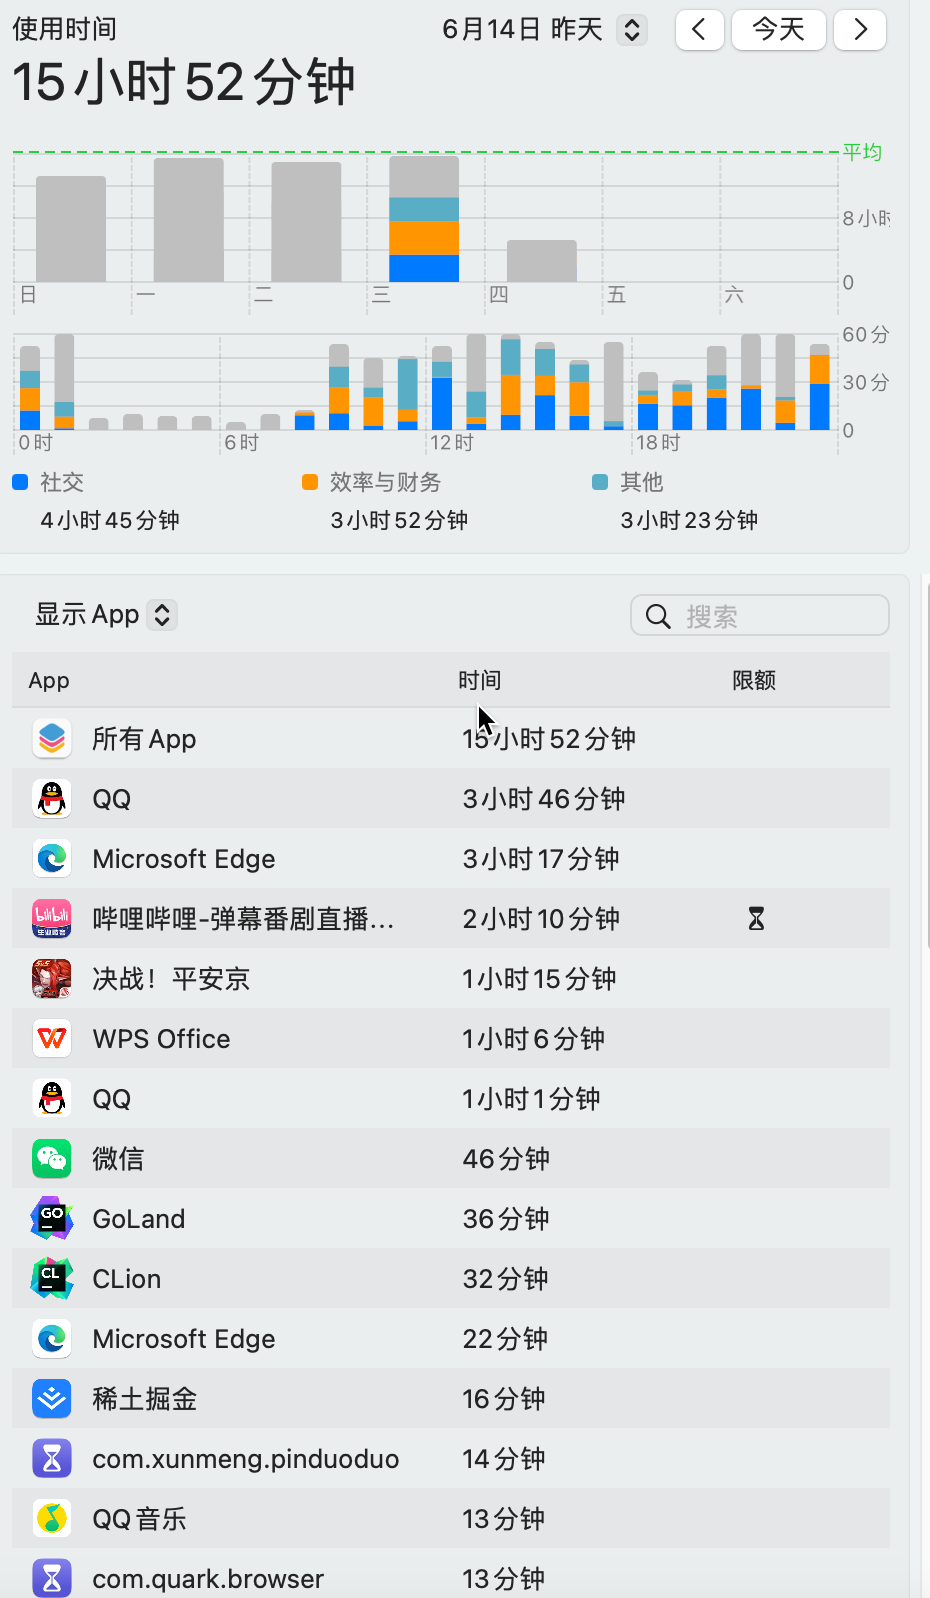 使用时间
6月14日 昨天
今天
15小时52分钟
平均
8小时
0
日 一 二 三 四 五 六
60分
30分
0
0时 6时 12时 18时
社交 效率与财务 其他
4小时45分钟 3小时52分钟 3小时23分钟
显示 App
搜索
App 时间 限额
所有 App 15小时52分钟
QQ 3小时46分钟
Microsoft Edge 3小时17分钟
bilibili
哔哩哔哩-弹幕番剧直播... 2小时10分钟
决战！平安京 1小时15分钟
WPS Office 1小时6分钟
QQ 1小时1分钟
微信 46分钟
GO
GoLand 36分钟
CL
CLion 32分钟
Microsoft Edge 22分钟
稀土掘金 16分钟
com.xunmeng.pinduoduo 14分钟
QQ音乐 13分钟
com.quark.browser 13分钟